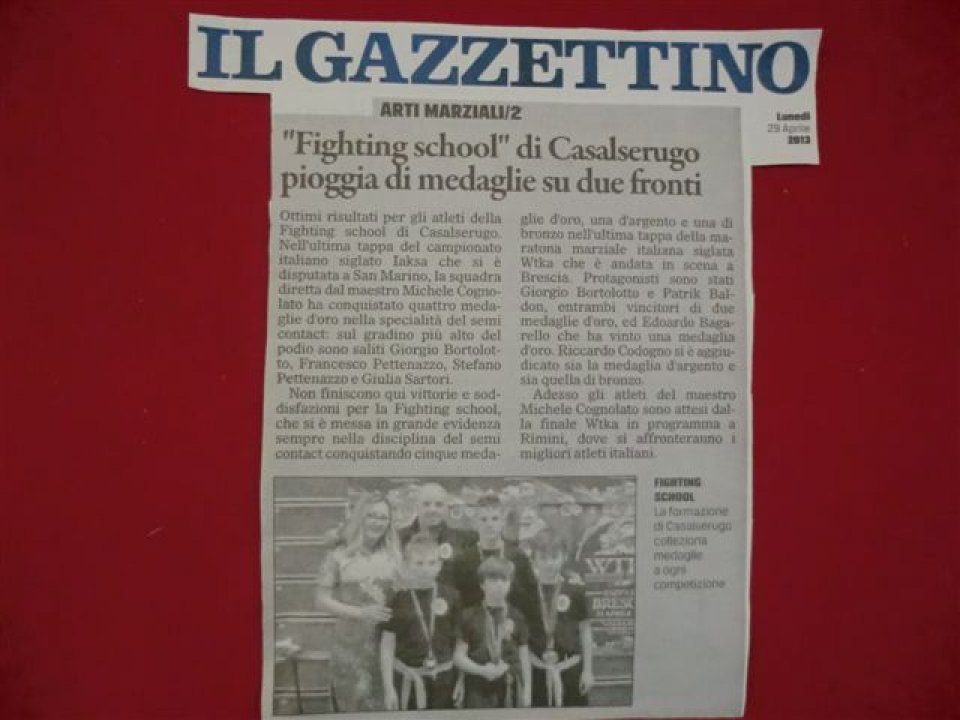 IL GAZZETTINO
Lunedì
29 Aprile
2013
ARTI MARZIALI/2
"Fighting school" di Casalserugo
pioggia di medaglie su due fronti
Ottimi risultati per gli atleti della
Fighting school di Casalserugo.
Nell'ultima tappa del campionato
italiano siglato Iaksa che si è
disputata a San Marino, la squadra
diretta dal maestro Michele Cogno-
lato ha conquistato quattro meda-
glie d'oro nella specialità del semi
contact: sul gradino più alto del
podio sono saliti Giorgio Bortolot-
to, Francesco Pettenazzo, Stefano
Pettenazzo e Giulia Sartori.
Non finiscono qui vittorie e sod-
disfazioni per la Fighting school,
che si è messa in grande evidenza
sempre nella disciplina del semi
contact conquistando cinque meda-
glie d'oro, una d'argento e una di
bronzo nell'ultima tappa della ma-
ratona marziale italiana siglata
Wtka che è andata in scena a
Brescia. Protagonisti sono stati
Giorgio Bortolotto e Patrik Bal-
don, entrambi vincitori di due
medaglie d'oro, ed Edoardo Baga-
rello che ha vinto una medaglia
d'oro. Riccardo Codogno si è aggiu-
dicato sia la medaglia d'argento e
sia quella di bronzo.
Adesso gli atleti del maestro
Michele Cognolato sono attesi dal-
la finale Wtka in programma a
Rimini, dove si affronteranno i
migliori atleti italiani.
FIGHTING
SCHOOL
La formazione
di Casalserugo
colleziona
medaglie
a ogni
competizione
BRESC